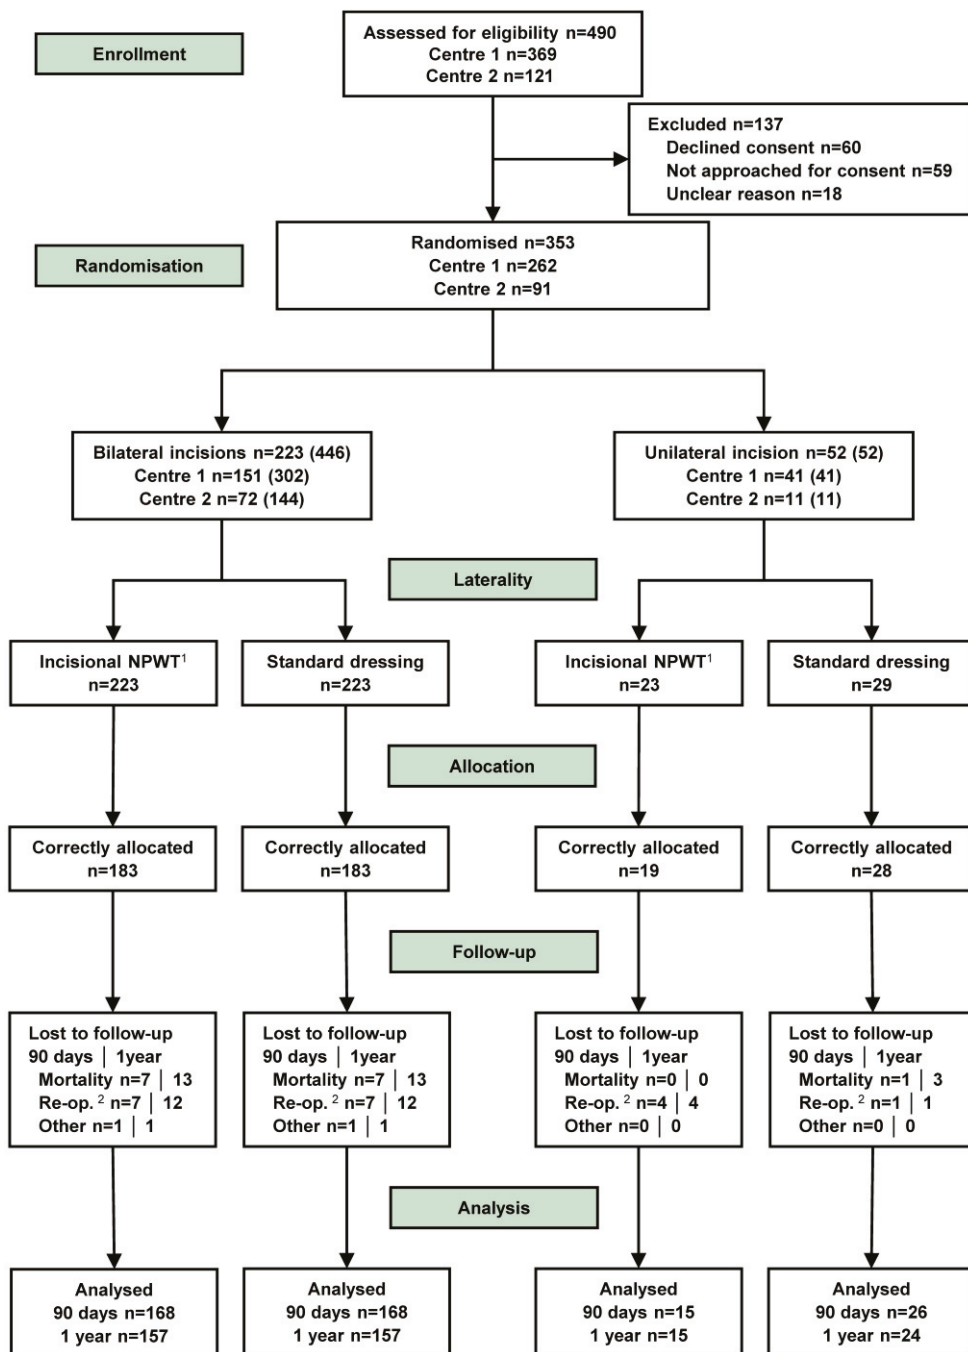 Enrollment
Assessed for eligibility n=490
Centre 1 n=369
Centre 2 n=121
Excluded n=137
Declined consent n=60
Not approached for consent n=59
Unclear reason n=18
Randomisation
Randomised n=353
Centre 1 n=262
Centre 2 n=91
Bilateral incisions n=223 (446)
Centre 1 n=151 (302)
Centre 2 n=72 (144)
Unilateral incision n=52 (52)
Centre 1 n=41 (41)
Centre 2 n=11 (11)
Laterality
Incisional NPWT¹
n=223
Standard dressing
n=223
Incisional NPWT¹
n=23
Standard dressing
n=29
Allocation
Correctly allocated
n=183
Correctly allocated
n=183
Correctly allocated
n=19
Correctly allocated
n=28
Follow-up
Lost to follow-up
90 days | 1year
Mortality n=7 | 13
Re-op. ² n=7 | 12
Other n=1 | 1
Lost to follow-up
90 days | 1year
Mortality n=7 | 13
Re-op. ² n=7 | 12
Other n=1 | 1
Lost to follow-up
90 days | 1year
Mortality n=0 | 0
Re-op. ² n=4 | 4
Other n=0 | 0
Lost to follow-up
90 days | 1year
Mortality n=1 | 3
Re-op. ² n=1 | 1
Other n=0 | 0
Analysis
Analysed
90 days n=168
1 year n=157
Analysed
90 days n=168
1 year n=157
Analysed
90 days n=15
1 year n=15
Analysed
90 days n=26
1 year n=24